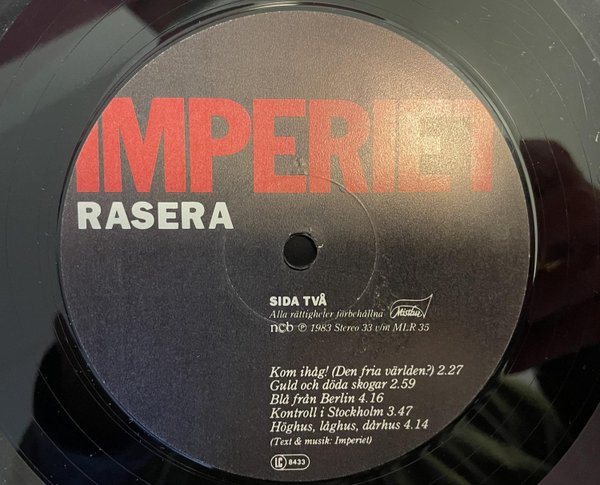 IMPERIET
RASERA
SIDA TVÅ
Alla rättigheter förbehållna Mistlur
ncb ℗ 1983 Stereo 33 v/m MLR 35
Kom ihåg! (Den fria världen?) 2.27
Guld och döda skogar 2.59
Blå från Berlin 4.16
Kontroll i Stockholm 3.47
Höghus, låghus, dårhus 4.14
(Text & musik: Imperiet)
LC 8433